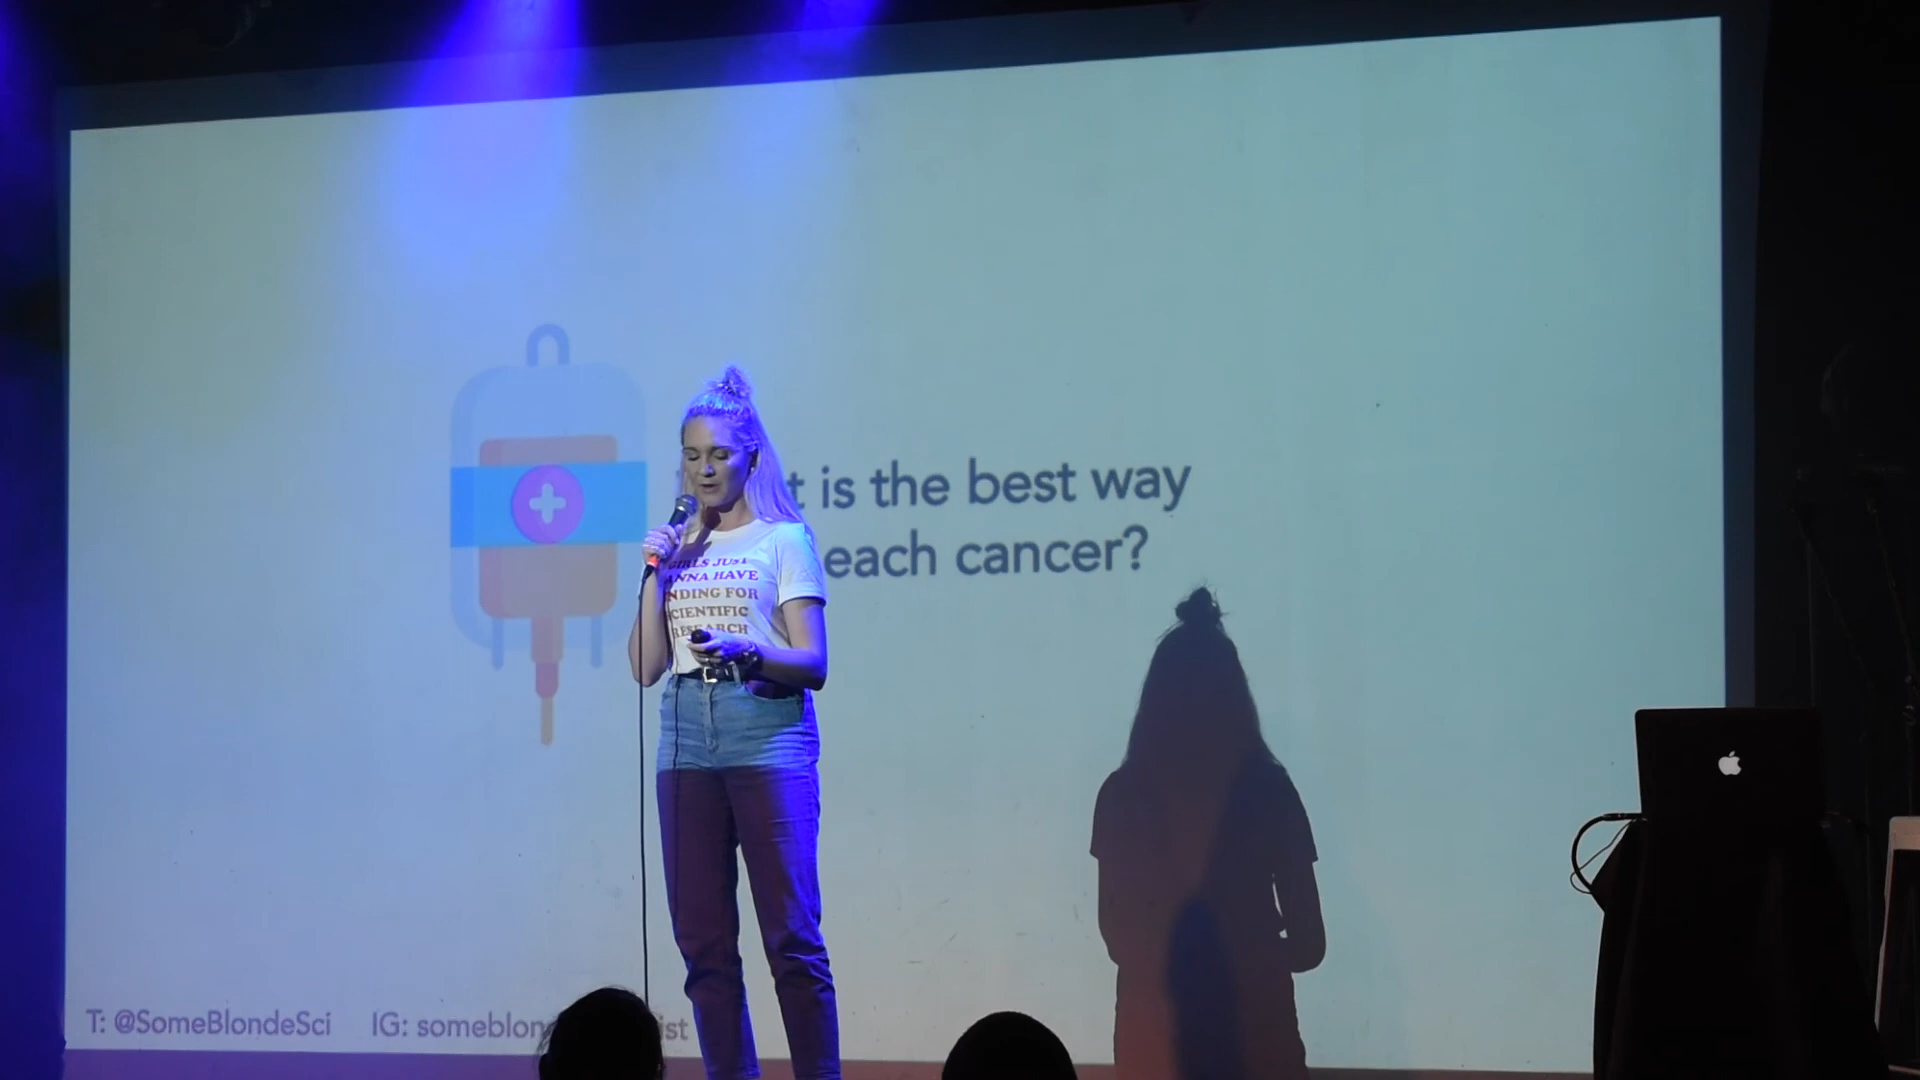 t is the best way
each cancer?
GIRLS JUST
ANNA HAVE
NDING FOR
CIENTIFIC
RESEARCH
T: @SomeBlondeSci IG: someblon ist